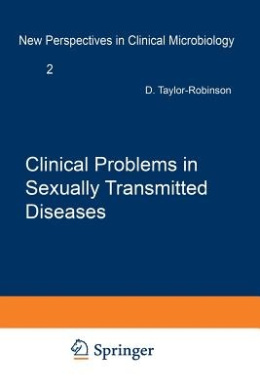 New Perspectives in Clinical Microbiology
2
D. Taylor-Robinson
Clinical Problems in
Sexually Transmitted
Diseases
Springer